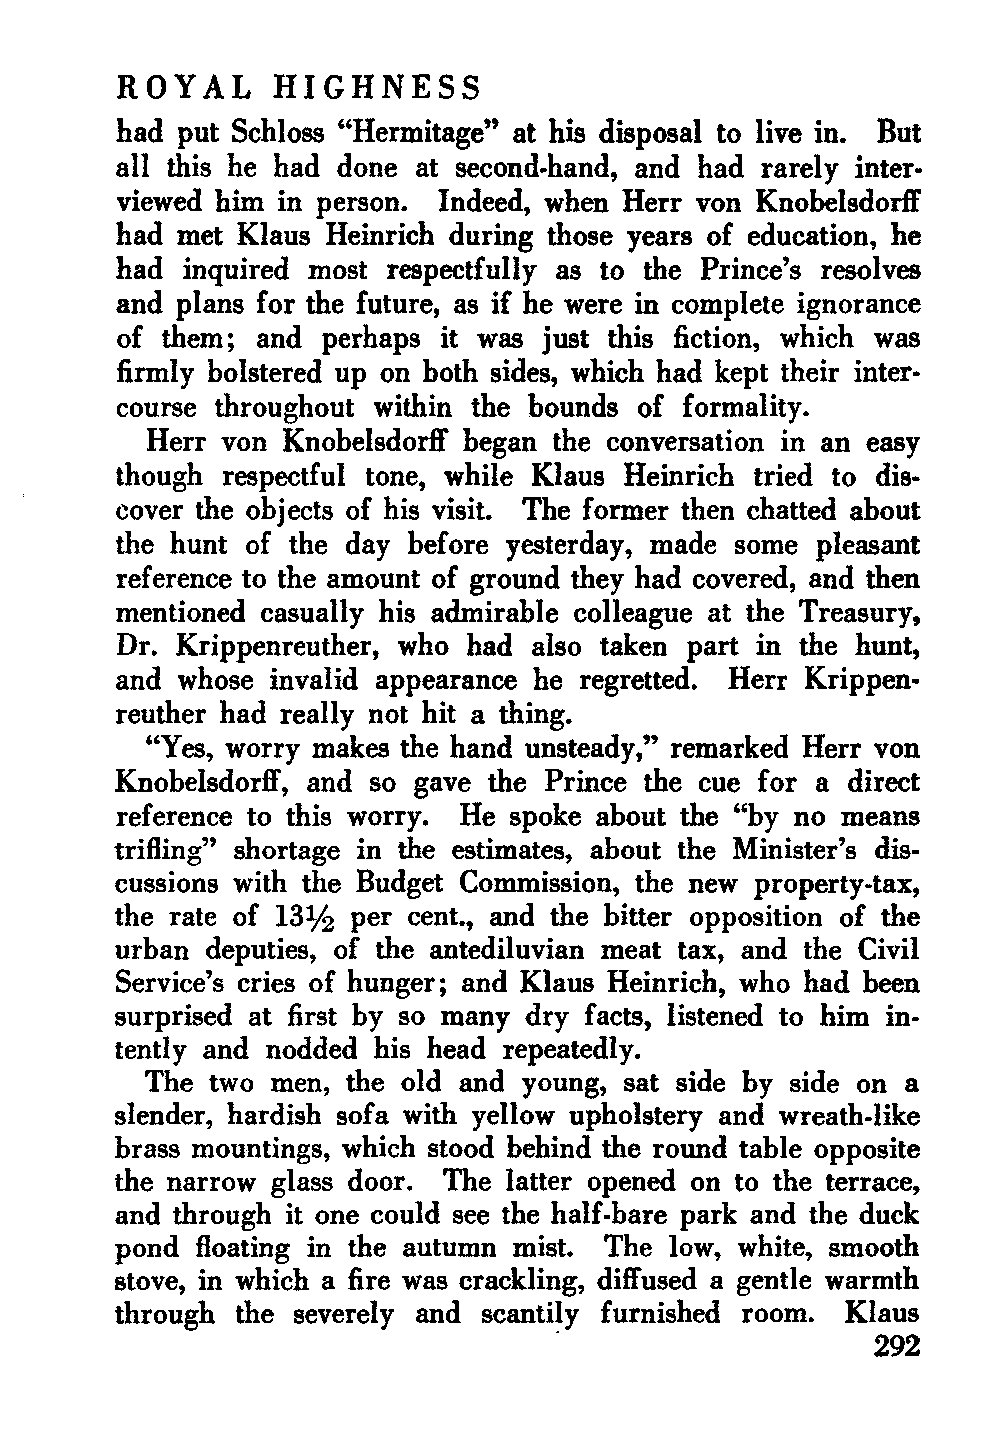 ROYAL HIGHNESS
had put Schloss “Hermitage” at his disposal to live in. But
all this he had done at second-hand, and had rarely inter-
viewed him in person. Indeed, when Herr von Knobelsdorff
had met Klaus Heinrich during those years of education, he
had inquired most respectfully as to the Prince’s resolves
and plans for the future, as if he were in complete ignorance
of them; and perhaps it was just this fiction, which was
firmly bolstered up on both sides, which had kept their inter-
course throughout within the bounds of formality.
Herr von Knobelsdorff began the conversation in an easy
though respectful tone, while Klaus Heinrich tried to dis-
cover the objects of his visit. The former then chatted about
the hunt of the day before yesterday, made some pleasant
reference to the amount of ground they had covered, and then
mentioned casually his admirable colleague at the Treasury,
Dr. Krippenreuther, who had also taken part in the hunt,
and whose invalid appearance he regretted. Herr Krippen-
reuther had really not hit a thing.
“Yes, worry makes the hand unsteady,” remarked Herr von
Knobelsdorff, and so gave the Prince the cue for a direct
reference to this worry. He spoke about the “by no means
trifling” shortage in the estimates, about the Minister’s dis-
cussions with the Budget Commission, the new property-tax,
the rate of 13½ per cent., and the bitter opposition of the
urban deputies, of the antediluvian meat tax, and the Civil
Service’s cries of hunger; and Klaus Heinrich, who had been
surprised at first by so many dry facts, listened to him in-
tently and nodded his head repeatedly.
The two men, the old and young, sat side by side on a
slender, hardish sofa with yellow upholstery and wreath-like
brass mountings, which stood behind the round table opposite
the narrow glass door. The latter opened on to the terrace,
and through it one could see the half-bare park and the duck
pond floating in the autumn mist. The low, white, smooth
stove, in which a fire was crackling, diffused a gentle warmth
through the severely and scantily furnished room. Klaus
292